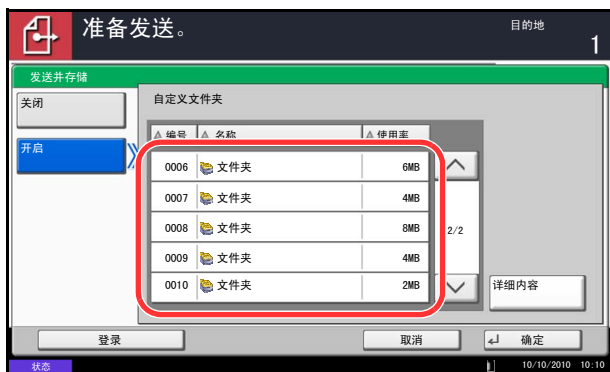 准备发送。
目的地
1
发送并存储
关闭
开启
自定义文件夹
编号 名称 使用率
0006 文件夹 6MB
0007 文件夹 4MB
0008 文件夹 8MB
0009 文件夹 4MB
0010 文件夹 2MB
2/2
详细内容
登录 取消 确定
状态 10/10/2010 10:10